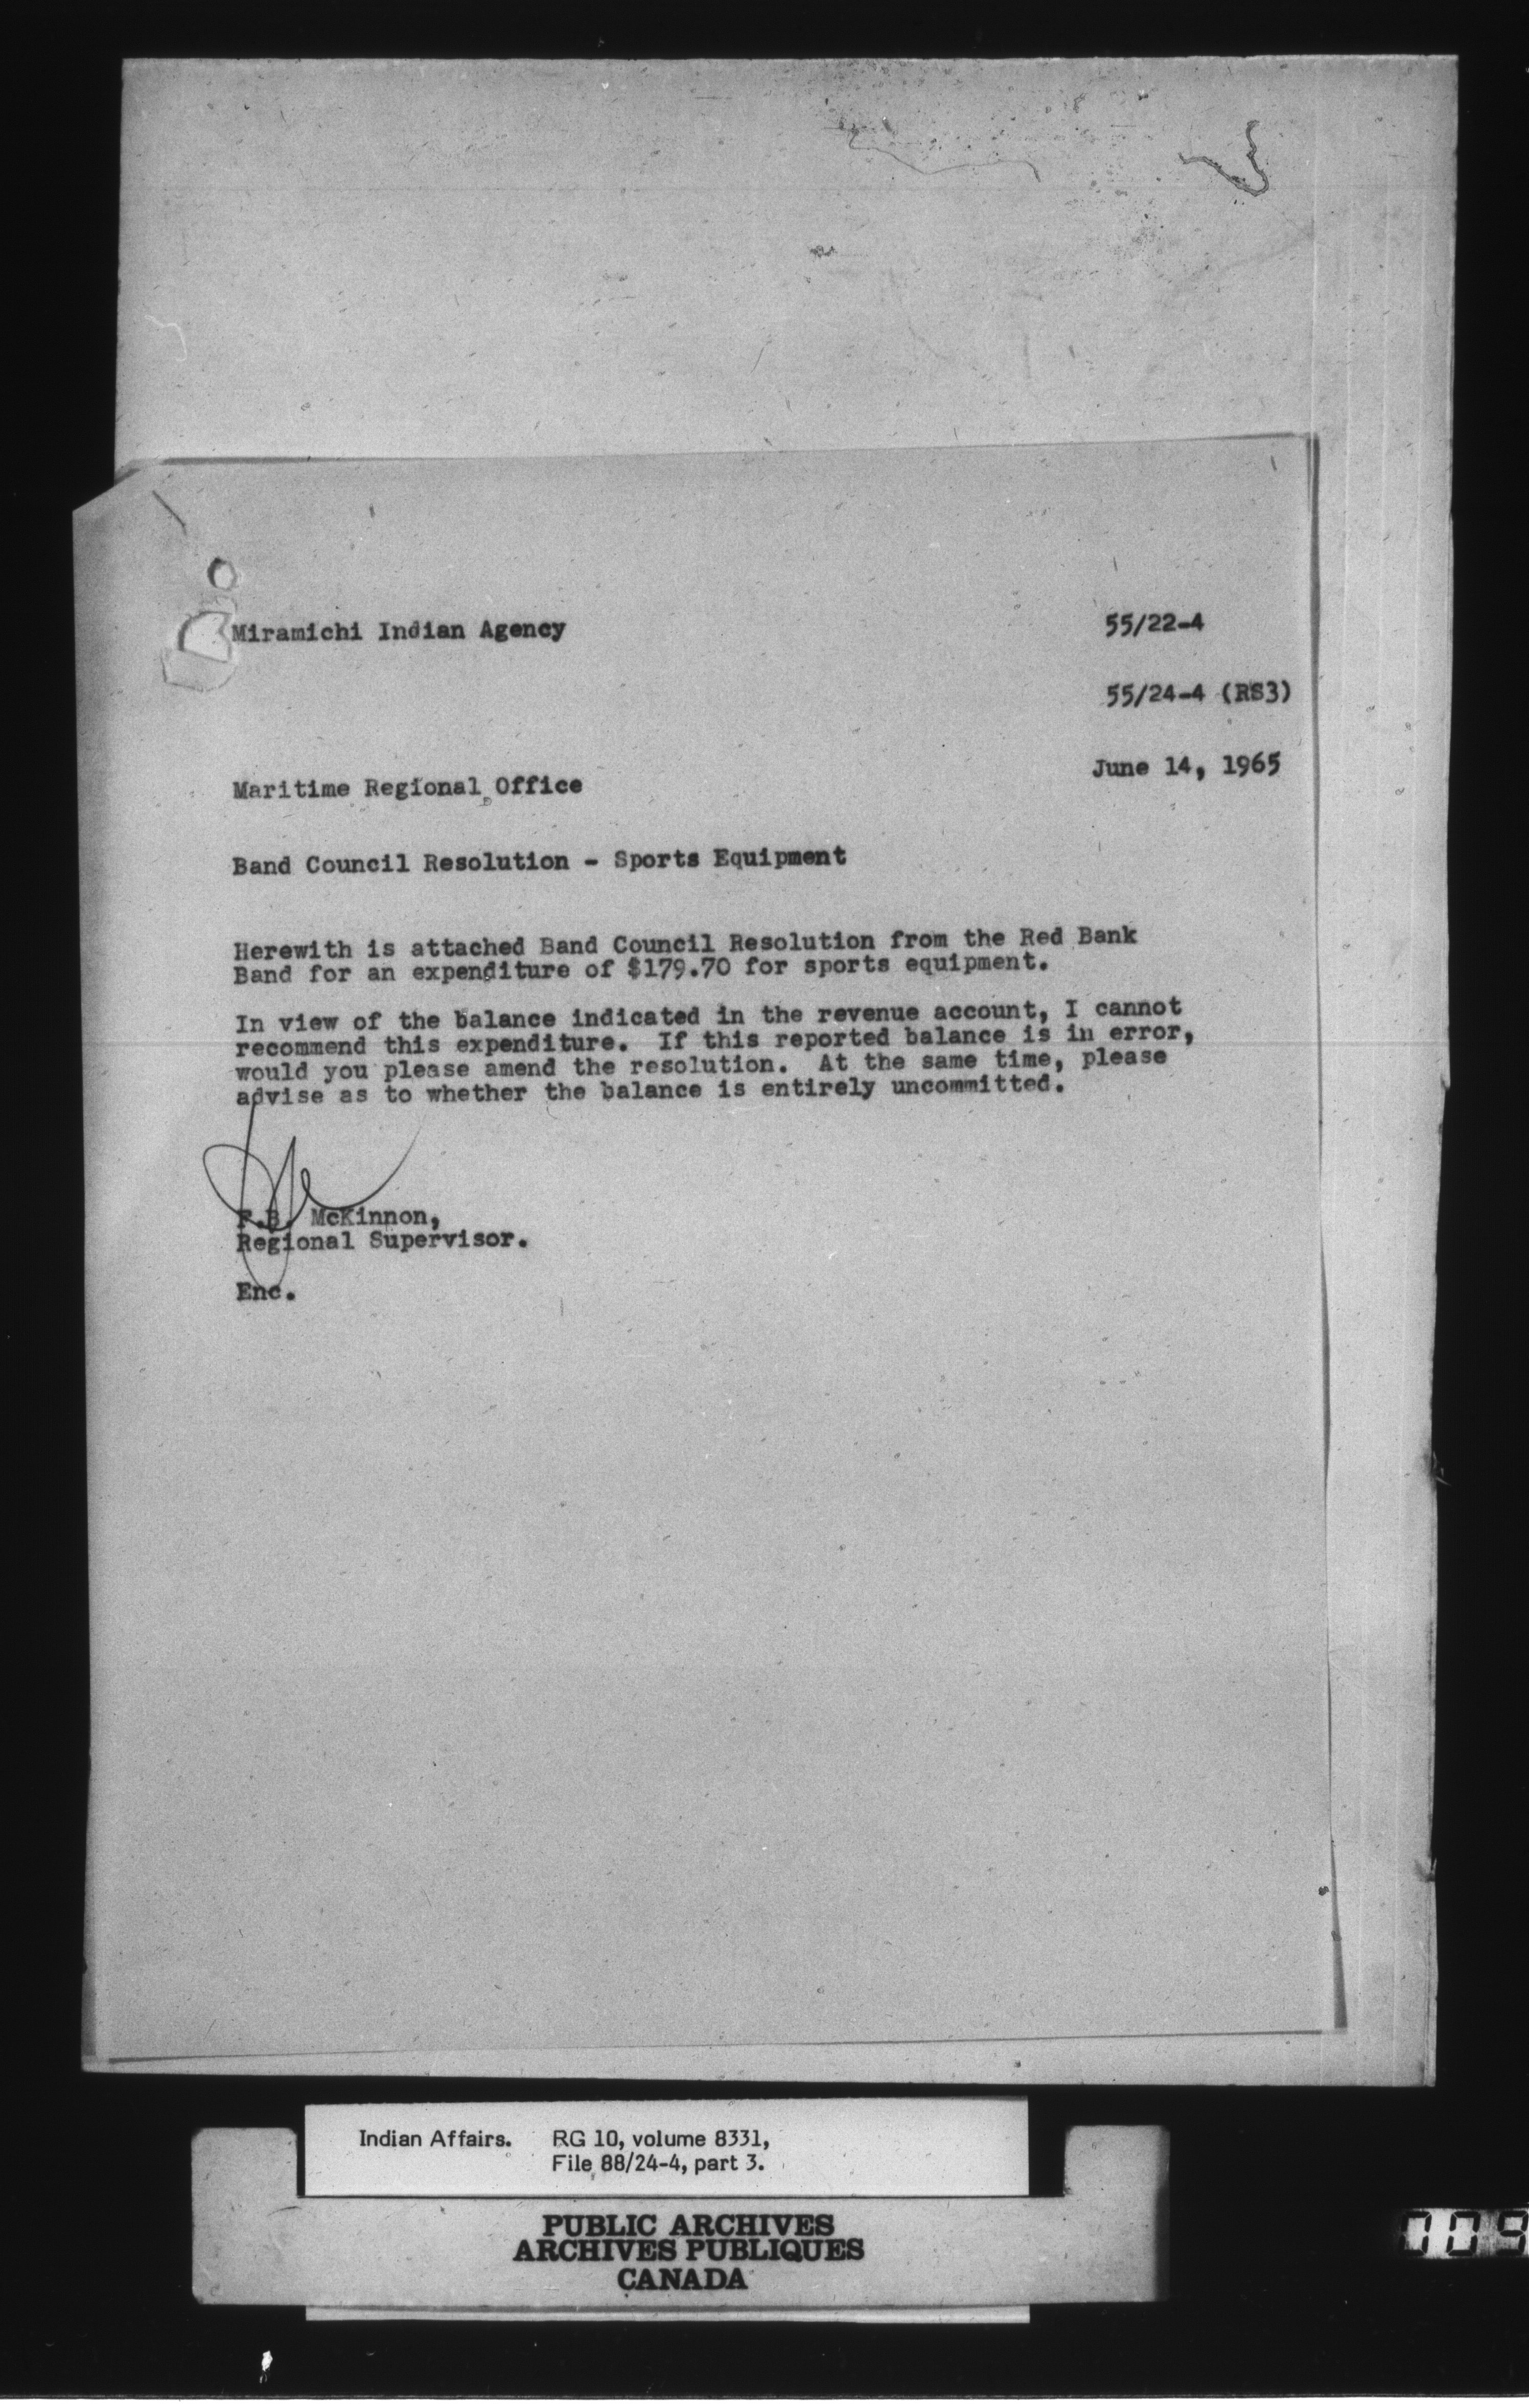 Miramichi Indian Agency
55/22-4
55/24-4 (RS3)
June 14, 1965
Maritime Regional Office
Band Council Resolution - Sports Equipment
Herewith is attached Band Council Resolution from the Red Bank
Band for an expenditure of $179.70 for sports equipment.
In view of the balance indicated in the revenue account, I cannot
recommend this expenditure. If this reported balance is in error,
would you please amend the resolution. At the same time, please
advise as to whether the balance is entirely uncommitted.
F.B. McKinnon,
Regional Supervisor.
Enc.
Indian Affairs. RG 10, volume 8331,
File 88/24-4, part 3.
PUBLIC ARCHIVES
ARCHIVES PUBLIQUES
CANADA